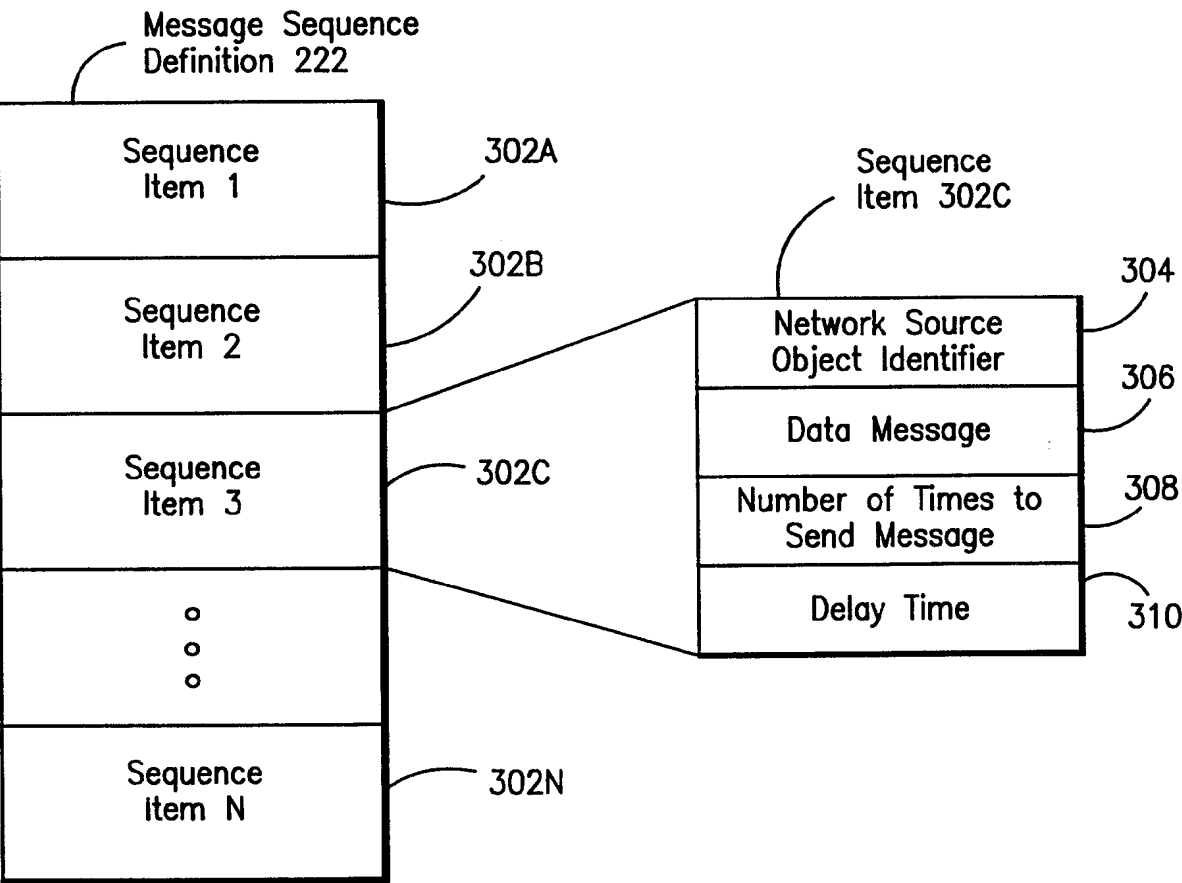 Message Sequence
Definition 222
Sequence
Item 1
302A
Sequence
Item 2
302B
Sequence
Item 3
302C
Sequence
item N
302N
Sequence
Item 302C
Network Source
Object Identifier
304
Data Message
306
Number of Times to
Send Message
308
Delay Time
310